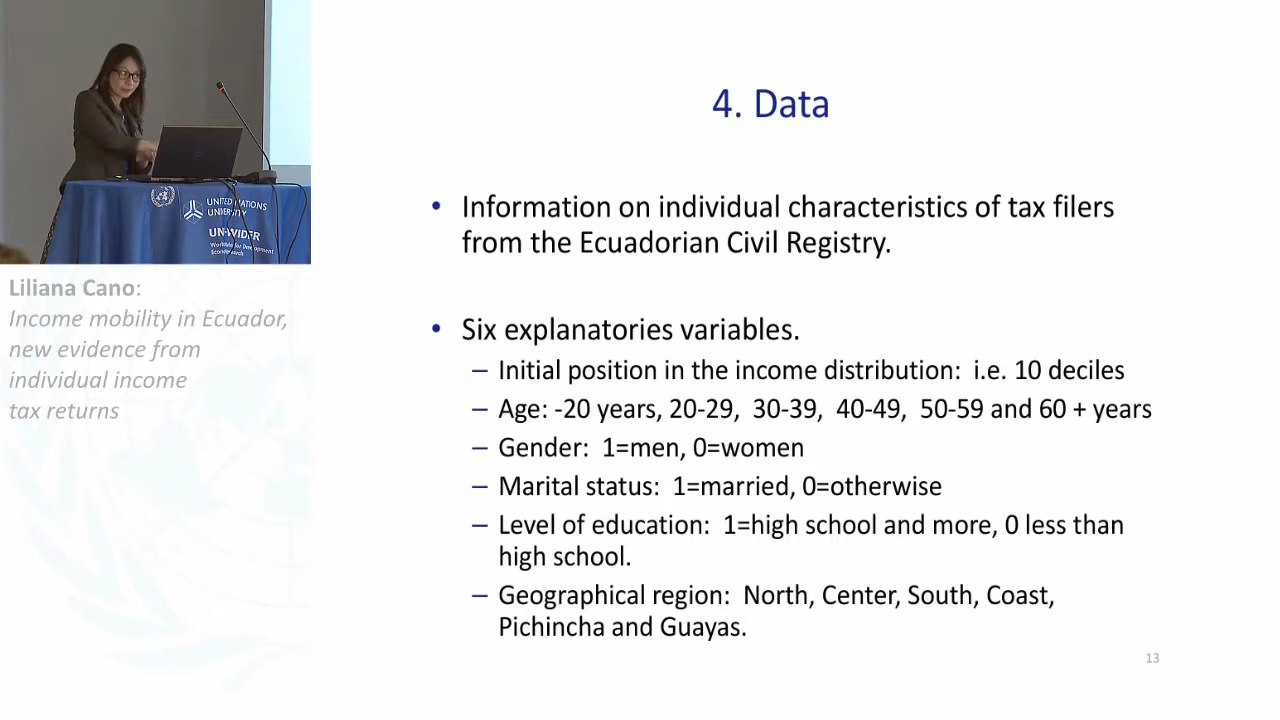 UNITED NATIONS
UNIVERSITY
UNU-WIDER
World Institute for Development
Economics Research
Liliana Cano:
Income mobility in Ecuador,
new evidence from
individual income
tax returns
4. Data
• Information on individual characteristics of tax filers
from the Ecuadorian Civil Registry.
• Six explanatories variables.
– Initial position in the income distribution: i.e. 10 deciles
– Age: -20 years, 20-29, 30-39, 40-49, 50-59 and 60 + years
– Gender: 1=men, 0=women
– Marital status: 1=married, 0=otherwise
– Level of education: 1=high school and more, 0 less than
high school.
– Geographical region: North, Center, South, Coast,
Pichincha and Guayas.
13